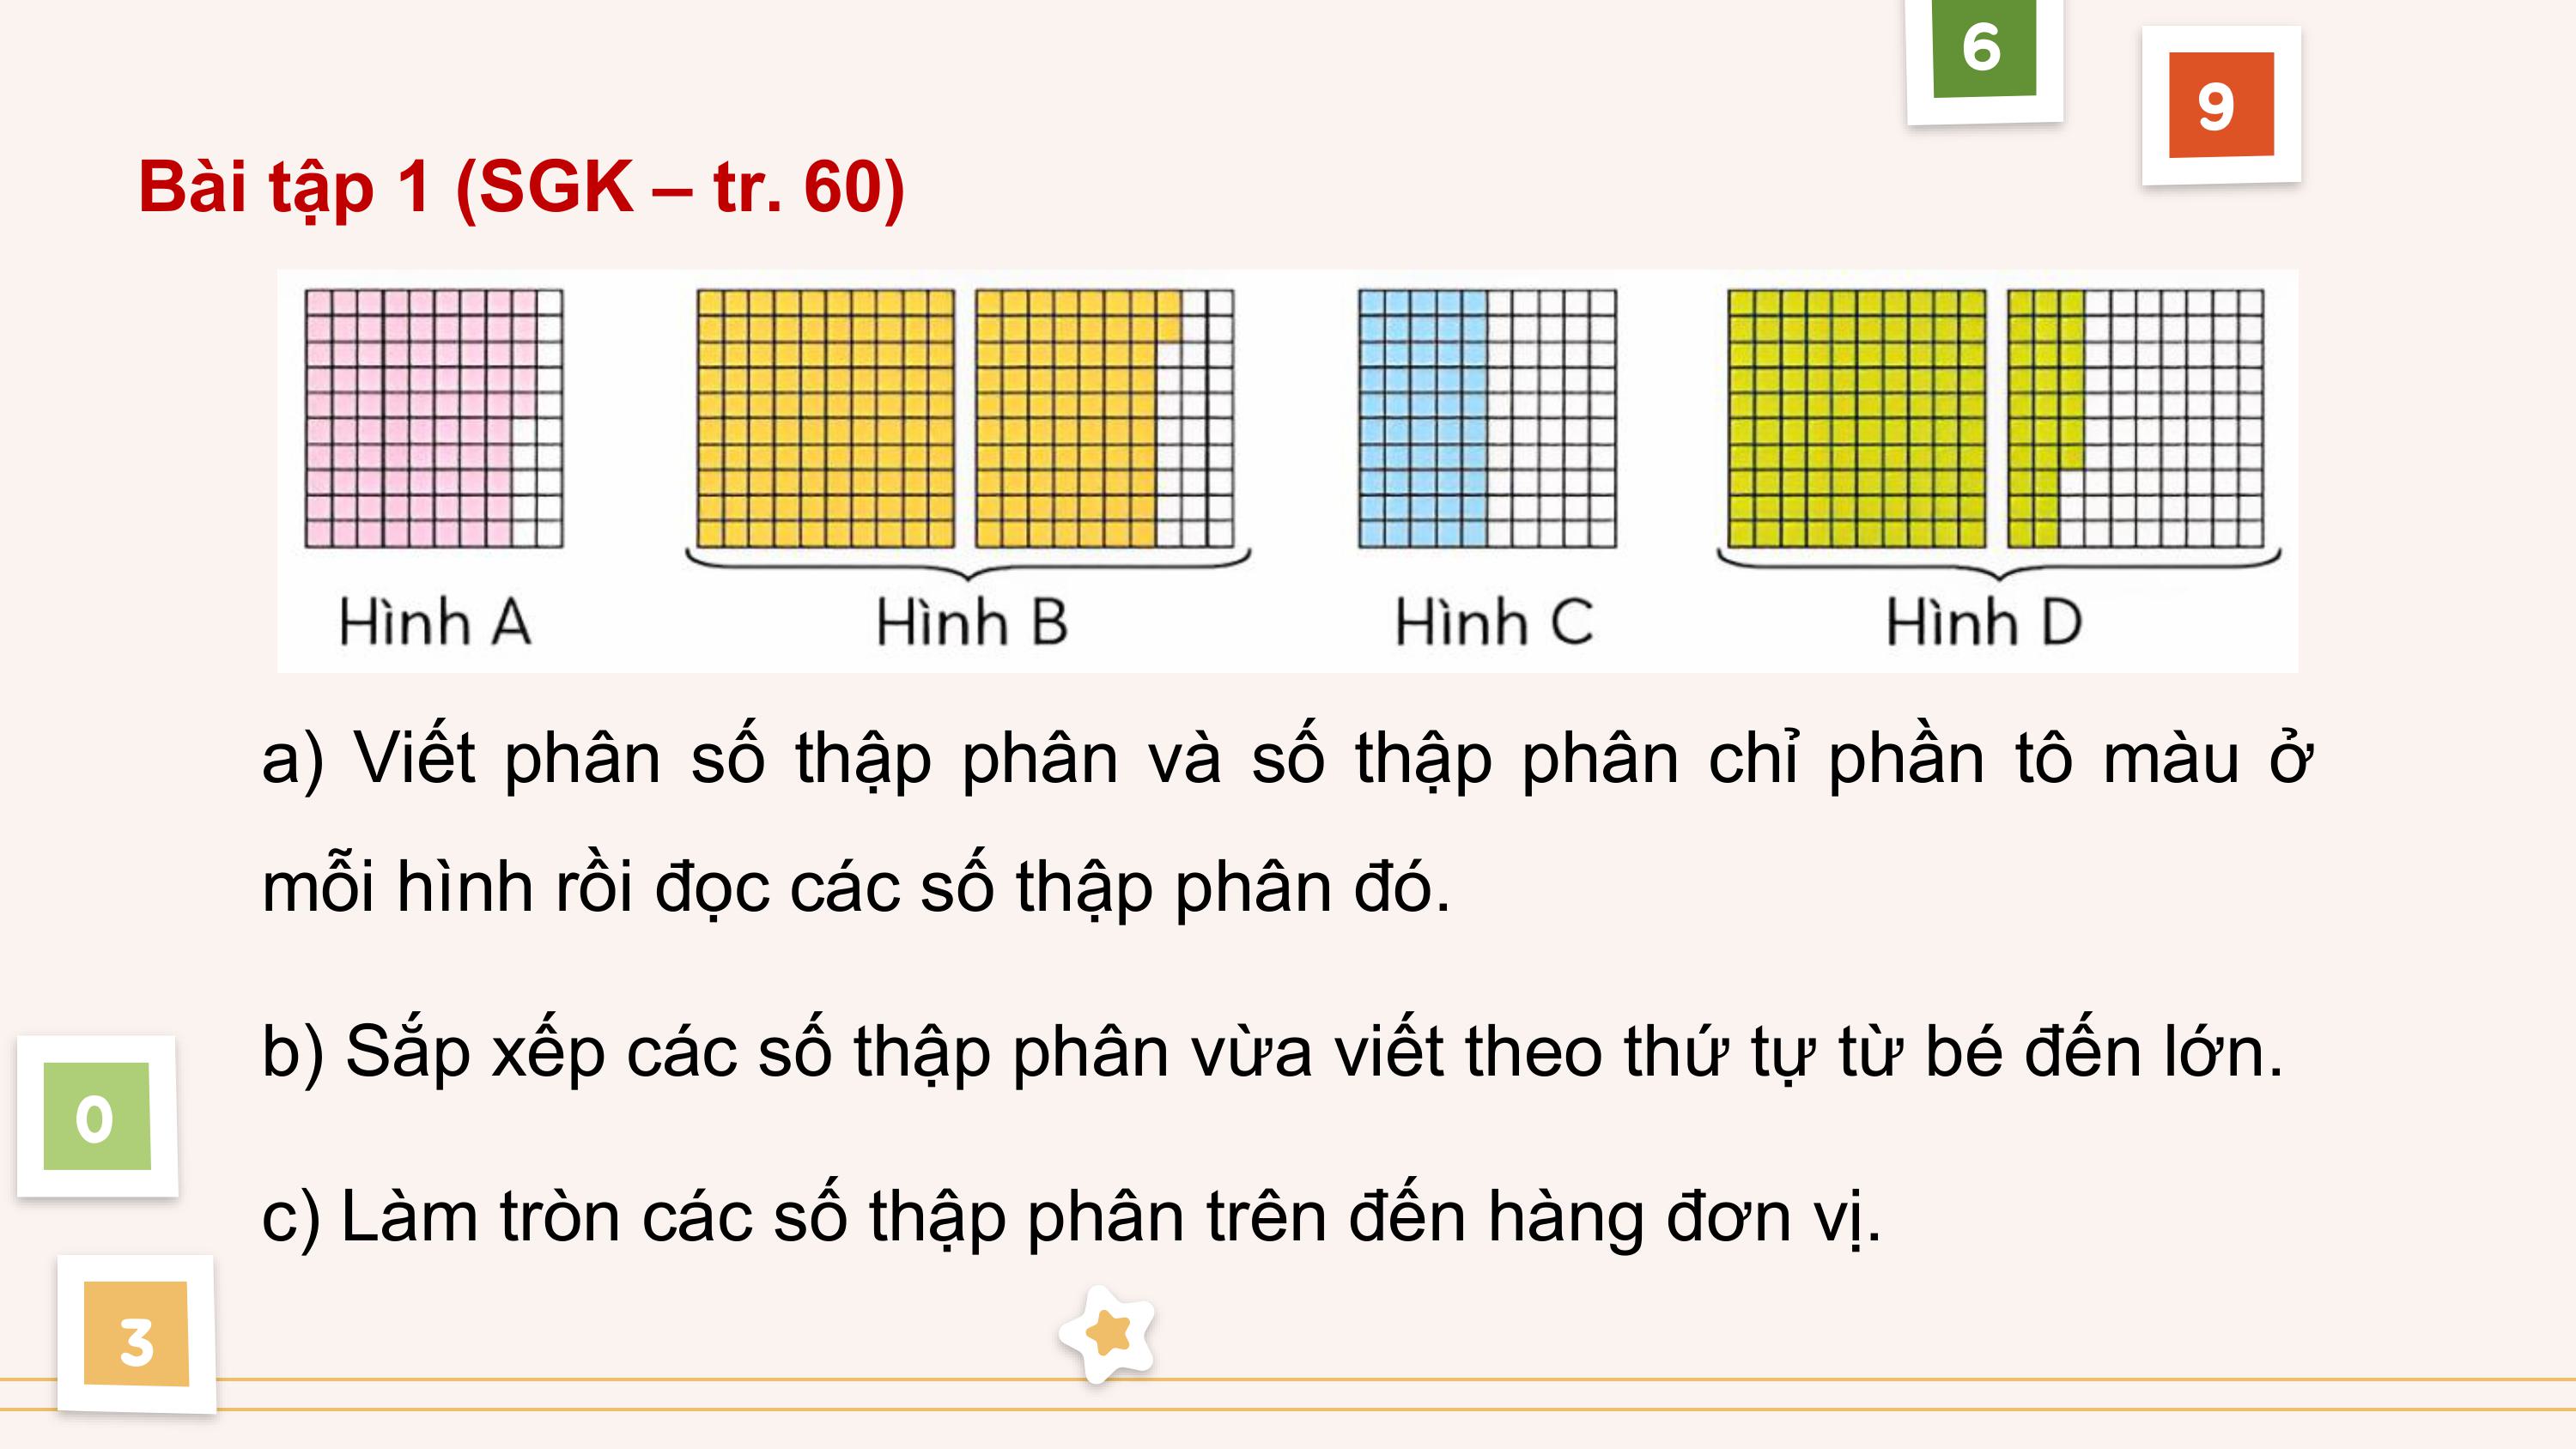 6
9
Bài tập 1 (SGK – tr. 60)
Hình A Hình B Hình C Hình D
a) Viết phân số thập phân và số thập phân chỉ phần tô màu ở
mỗi hình rồi đọc các số thập phân đó.
b) Sắp xếp các số thập phân vừa viết theo thứ tự từ bé đến lớn.
0
c) Làm tròn các số thập phân trên đến hàng đơn vị.
3